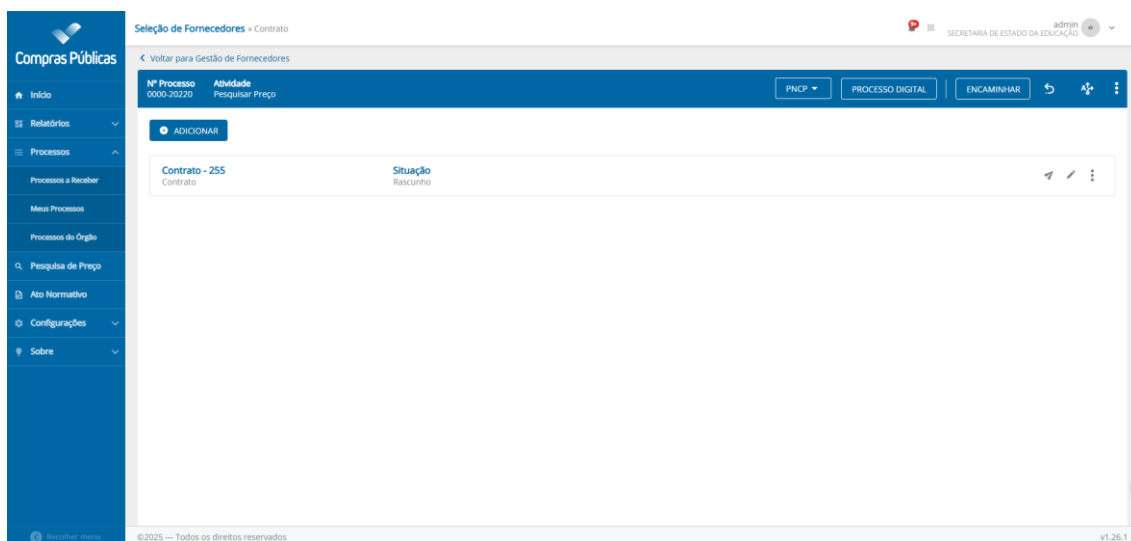 Compras Públicas
Início
Relatórios
Processos
Processos a Receber
Meus Processos
Processos do Órgão
Pesquisa de Preço
Ato Normativo
Configurações
Sobre
Recolher menu
Seleção de Fornecedores » Contrato
admin
SECRETARIA DE ESTADO DA EDUCAÇÃO
Voltar para Gestão de Fornecedores
Nº Processo Atividade
0000-20220 Pesquisar Preço
PNCP PROCESSO DIGITAL ENCAMINHAR
ADICIONAR
Contrato - 255 Situação
Contrato Rascunho
©2025 — Todos os direitos reservados v1.26.1